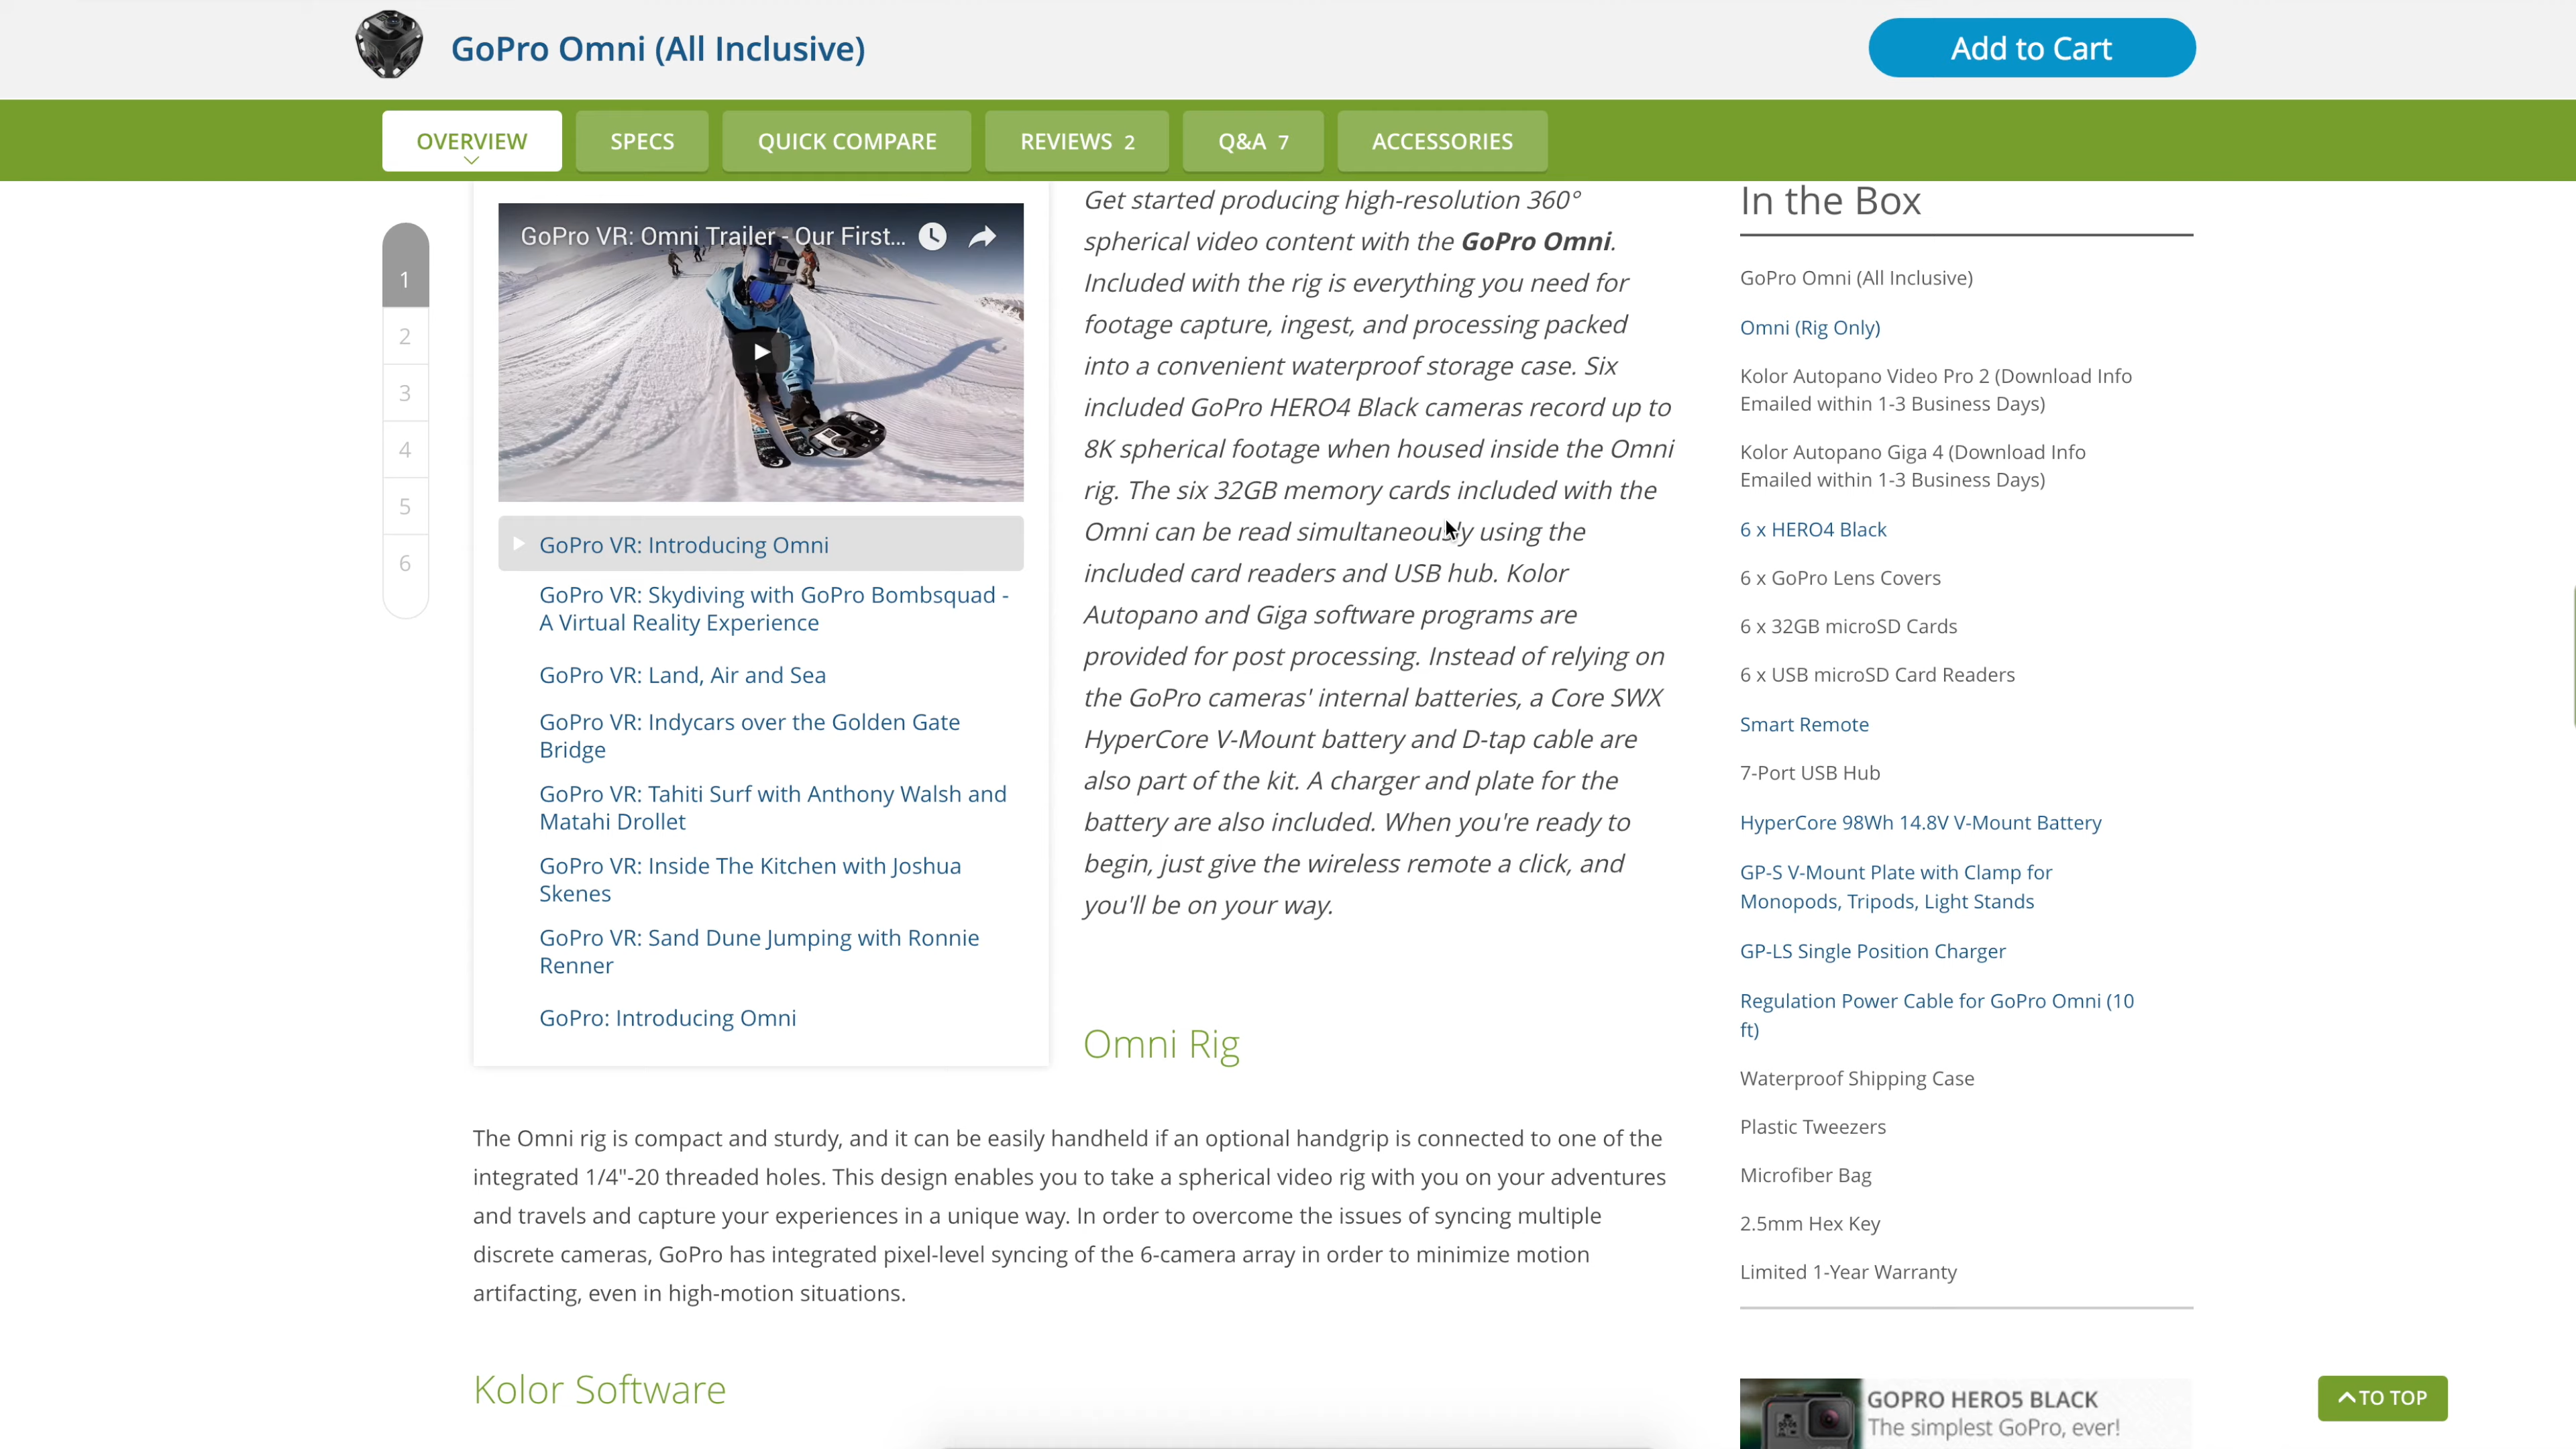 GoPro Omni (All Inclusive)
Add to Cart
OVERVIEW
SPECS
QUICK COMPARE
REVIEWS 2
Q&A 7
ACCESSORIES
1
2
3
4
5
6
GoPro VR: Omni Trailer - Our First...
GoPro VR: Introducing Omni
GoPro VR: Skydiving with GoPro Bombsquad -
A Virtual Reality Experience
GoPro VR: Land, Air and Sea
GoPro VR: Indycars over the Golden Gate
Bridge
GoPro VR: Tahiti Surf with Anthony Walsh and
Matahi Drollet
GoPro VR: Inside The Kitchen with Joshua
Skenes
GoPro VR: Sand Dune Jumping with Ronnie
Renner
GoPro: Introducing Omni
Get started producing high-resolution 360°
spherical video content with the GoPro Omni.
Included with the rig is everything you need for
footage capture, ingest, and processing packed
into a convenient waterproof storage case. Six
included GoPro HERO4 Black cameras record up to
8K spherical footage when housed inside the Omni
rig. The six 32GB memory cards included with the
Omni can be read simultaneously using the
included card readers and USB hub. Kolor
Autopano and Giga software programs are
provided for post processing. Instead of relying on
the GoPro cameras' internal batteries, a Core SWX
HyperCore V-Mount battery and D-tap cable are
also part of the kit. A charger and plate for the
battery are also included. When you're ready to
begin, just give the wireless remote a click, and
you'll be on your way.
Omni Rig
The Omni rig is compact and sturdy, and it can be easily handheld if an optional handgrip is connected to one of the
integrated 1/4"-20 threaded holes. This design enables you to take a spherical video rig with you on your adventures
and travels and capture your experiences in a unique way. In order to overcome the issues of syncing multiple
discrete cameras, GoPro has integrated pixel-level syncing of the 6-camera array in order to minimize motion
artifacting, even in high-motion situations.
Kolor Software
In the Box
GoPro Omni (All Inclusive)
Omni (Rig Only)
Kolor Autopano Video Pro 2 (Download Info
Emailed within 1-3 Business Days)
Kolor Autopano Giga 4 (Download Info
Emailed within 1-3 Business Days)
6 x HERO4 Black
6 x GoPro Lens Covers
6 x 32GB microSD Cards
6 x USB microSD Card Readers
Smart Remote
7-Port USB Hub
HyperCore 98Wh 14.8V V-Mount Battery
GP-S V-Mount Plate with Clamp for
Monopods, Tripods, Light Stands
GP-LS Single Position Charger
Regulation Power Cable for GoPro Omni (10
ft)
Waterproof Shipping Case
Plastic Tweezers
Microfiber Bag
2.5mm Hex Key
Limited 1-Year Warranty
GOPRO HERO5 BLACK
The simplest GoPro, ever!
TO TOP